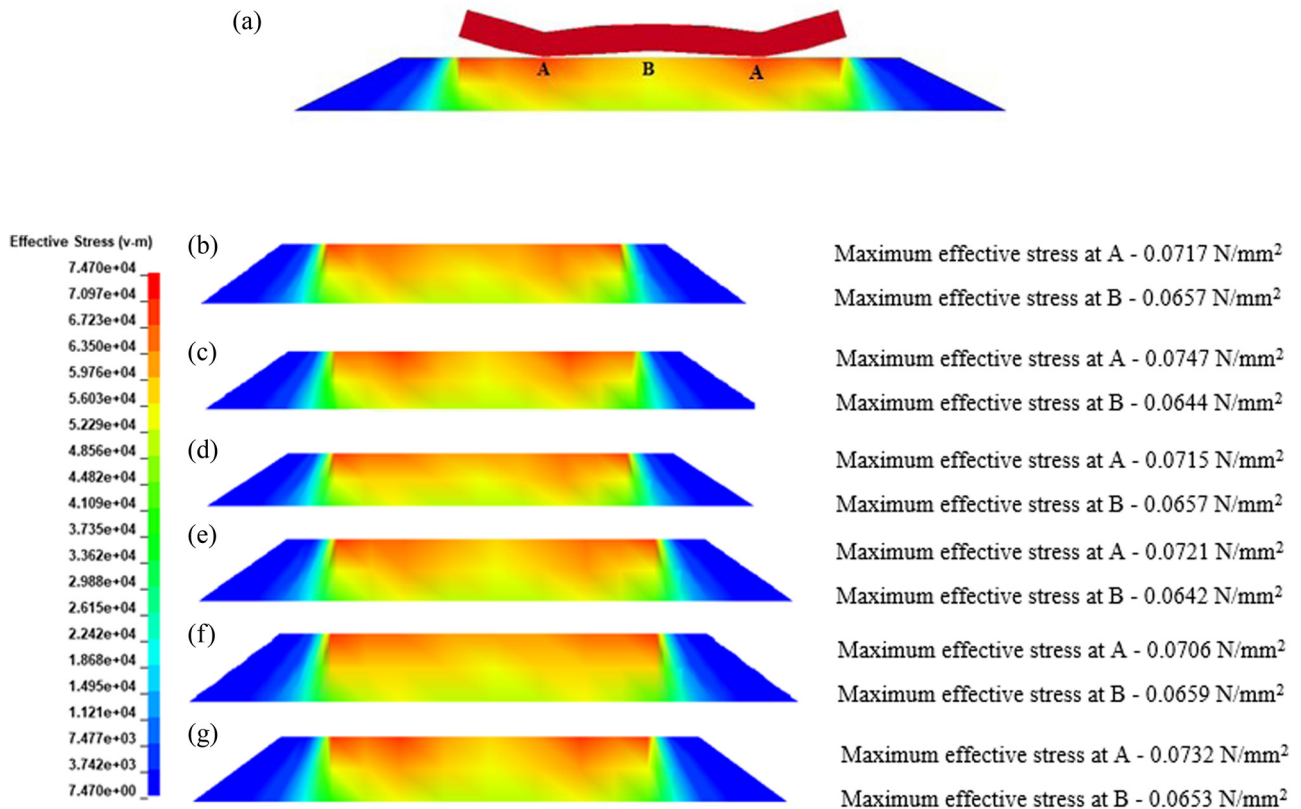 (a)
A B A
Effective Stress (v-m)
7.470e+04
7.097e+04
6.723e+04
6.350e+04
5.976e+04
5.603e+04
5.229e+04
4.856e+04
4.482e+04
4.109e+04
3.735e+04
3.362e+04
2.988e+04
2.615e+04
2.242e+04
1.868e+04
1.495e+04
1.121e+04
7.477e+03
3.742e+03
7.470e+00
(b)
Maximum effective stress at A - 0.0717 N/mm²
Maximum effective stress at B - 0.0657 N/mm²
(c)
Maximum effective stress at A - 0.0747 N/mm²
Maximum effective stress at B - 0.0644 N/mm²
(d)
Maximum effective stress at A - 0.0715 N/mm²
Maximum effective stress at B - 0.0657 N/mm²
(e)
Maximum effective stress at A - 0.0721 N/mm²
Maximum effective stress at B - 0.0642 N/mm²
(f)
Maximum effective stress at A - 0.0706 N/mm²
Maximum effective stress at B - 0.0659 N/mm²
(g)
Maximum effective stress at A - 0.0732 N/mm²
Maximum effective stress at B - 0.0653 N/mm²